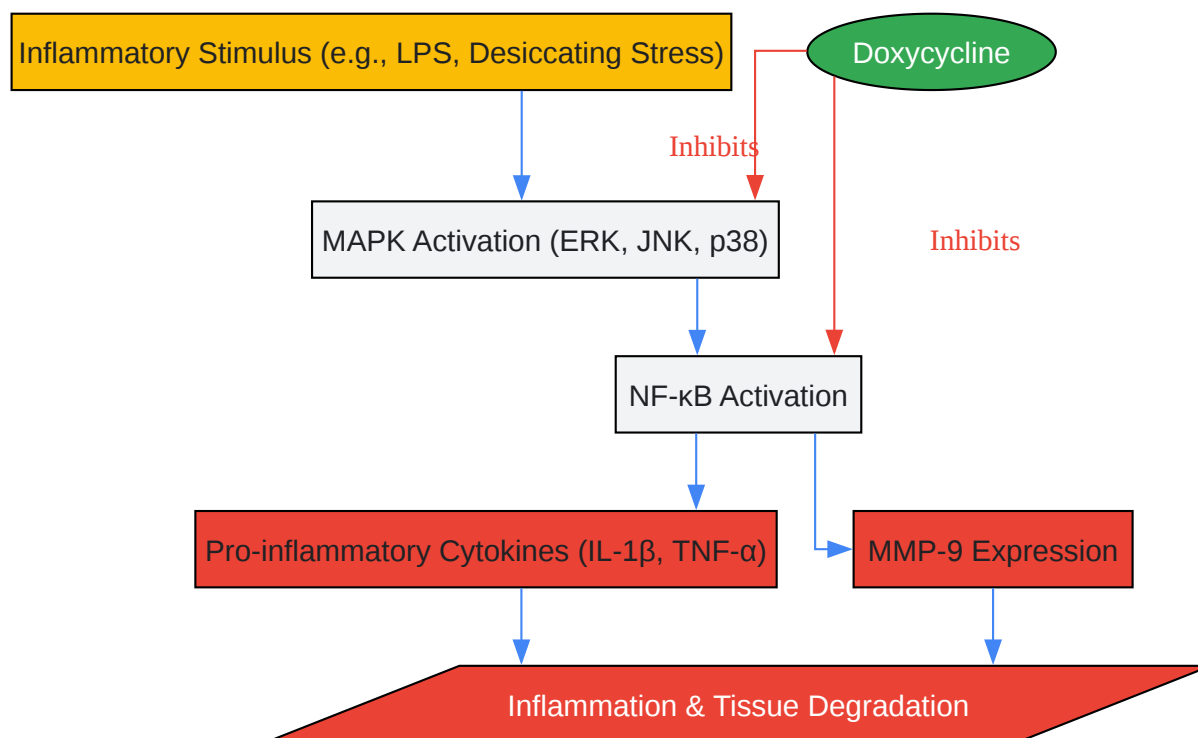 Inflammatory Stimulus (e.g., LPS, Desiccating Stress)
Doxycycline
Inhibits
MAPK Activation (ERK, JNK, p38)
Inhibits
NF-κB Activation
Pro-inflammatory Cytokines (IL-1β, TNF-α)
MMP-9 Expression
Inflammation & Tissue Degradation